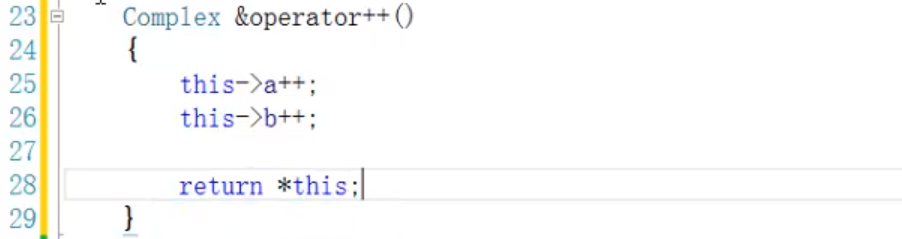 23 Complex &operator++()
24 {
25 this->a++;
26 this->b++;
27
28 return *this;
29 }